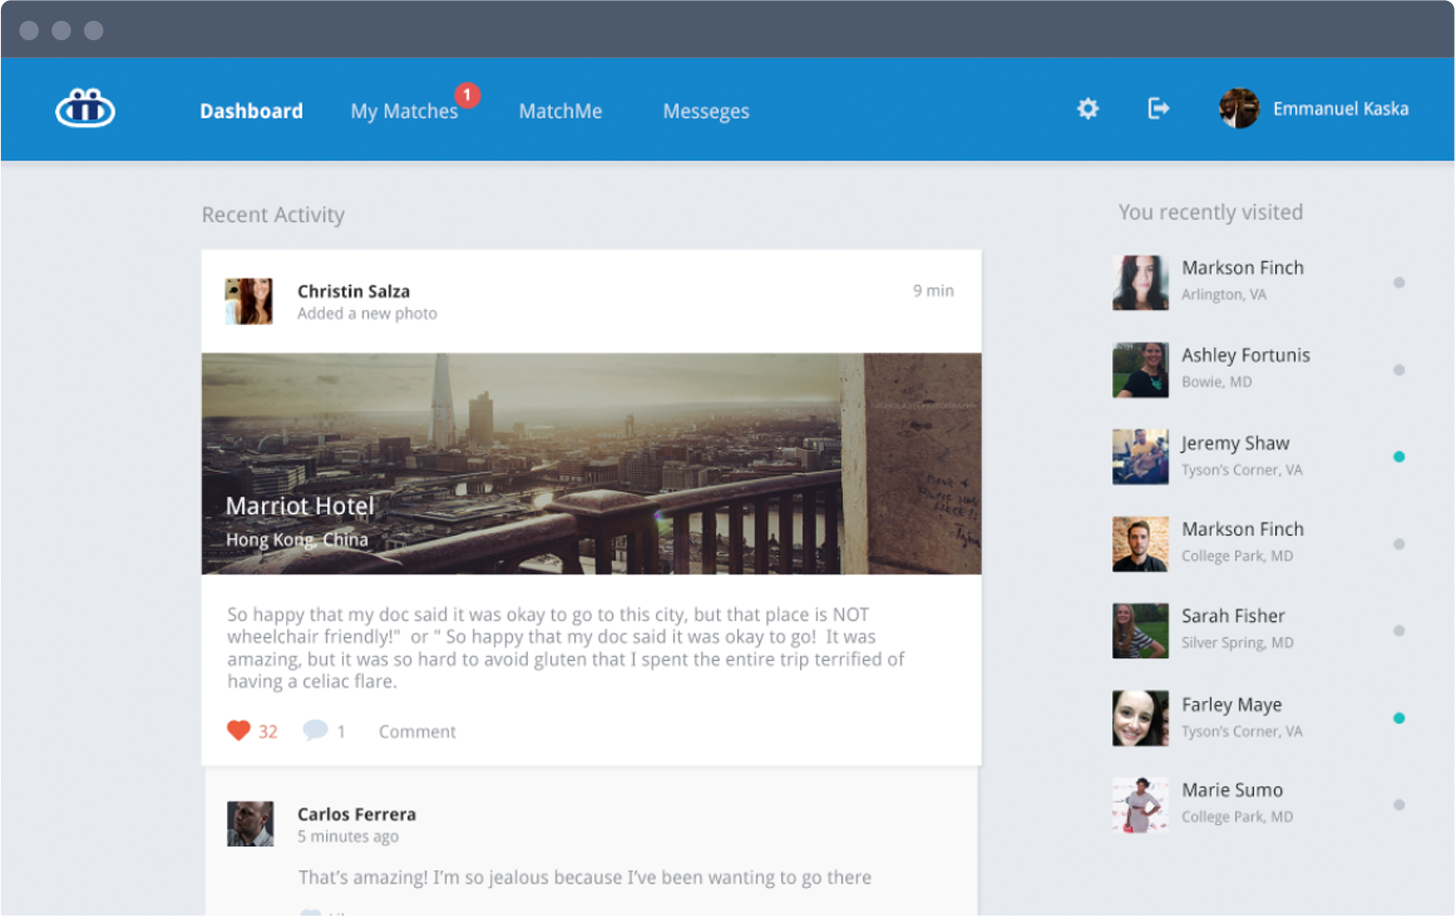 Dashboard
My Matches
1
MatchMe
Messeges
Emmanuel Kaska
Recent Activity
Christin Salza
Added a new photo
9 min
Marriot Hotel
Hong Kong, China
So happy that my doc said it was okay to go to this city, but that place is NOT
wheelchair friendly!"  or " So happy that my doc said it was okay to go!  It was
amazing, but it was so hard to avoid gluten that I spent the entire trip terrified of
having a celiac flare.
32
1
Comment
Carlos Ferrera
5 minutes ago
That's amazing! I'm so jealous because I've been wanting to go there
You recently visited
Markson Finch
Arlington, VA
Ashley Fortunis
Bowie, MD
Jeremy Shaw
Tyson's Corner, VA
Markson Finch
College Park, MD
Sarah Fisher
Silver Spring, MD
Farley Maye
Tyson's Corner, VA
Marie Sumo
College Park, MD